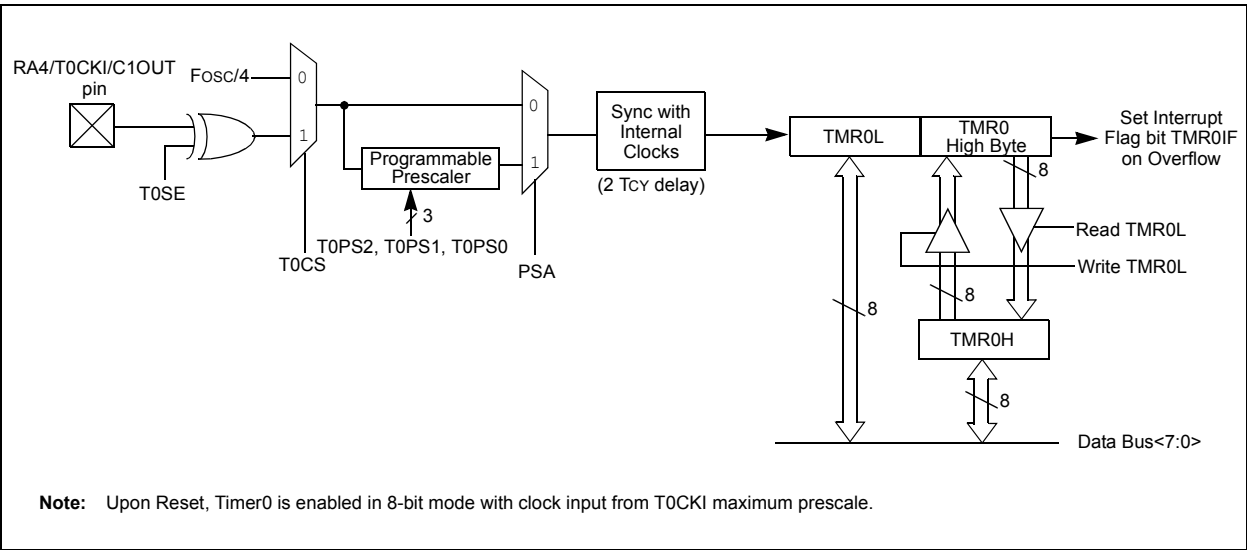 RA4/T0CKI/C1OUT
pin
T0SE
FOSC/4
0
1
T0CS
Programmable
Prescaler
3
T0PS2, T0PS1, T0PS0
0
1
PSA
Sync with
Internal
Clocks
(2 TCY delay)
TMR0L
TMR0
High Byte
Set Interrupt
Flag bit TMR0IF
on Overflow
8
Read TMR0L
Write TMR0L
8
8
TMR0H
8
Data Bus<7:0>
Note: Upon Reset, Timer0 is enabled in 8-bit mode with clock input from T0CKI maximum prescale.